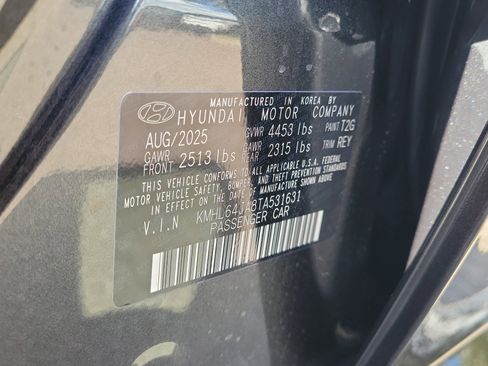 MANUFACTURED IN KOREA BY
HYUNDAI MOTOR COMPANY
AUG/2025 GVWR 4453 lbs PAINT T2G
GAWR FRONT 2513 lbs GAWR REAR 2315 lbs TRIM REY
THIS VEHICLE CONFORMS TO ALL APPLICABLE U.S.A. FEDERAL
MOTOR VEHICLE SAFETY, BUMPER, AND THEFT PREVENTION
STANDARDS IN EFFECT ON THE DATE OF MANUFACTURE SHOWN ABOVE.
V.I.N KMHL64JA8TA531631
PASSENGER CAR